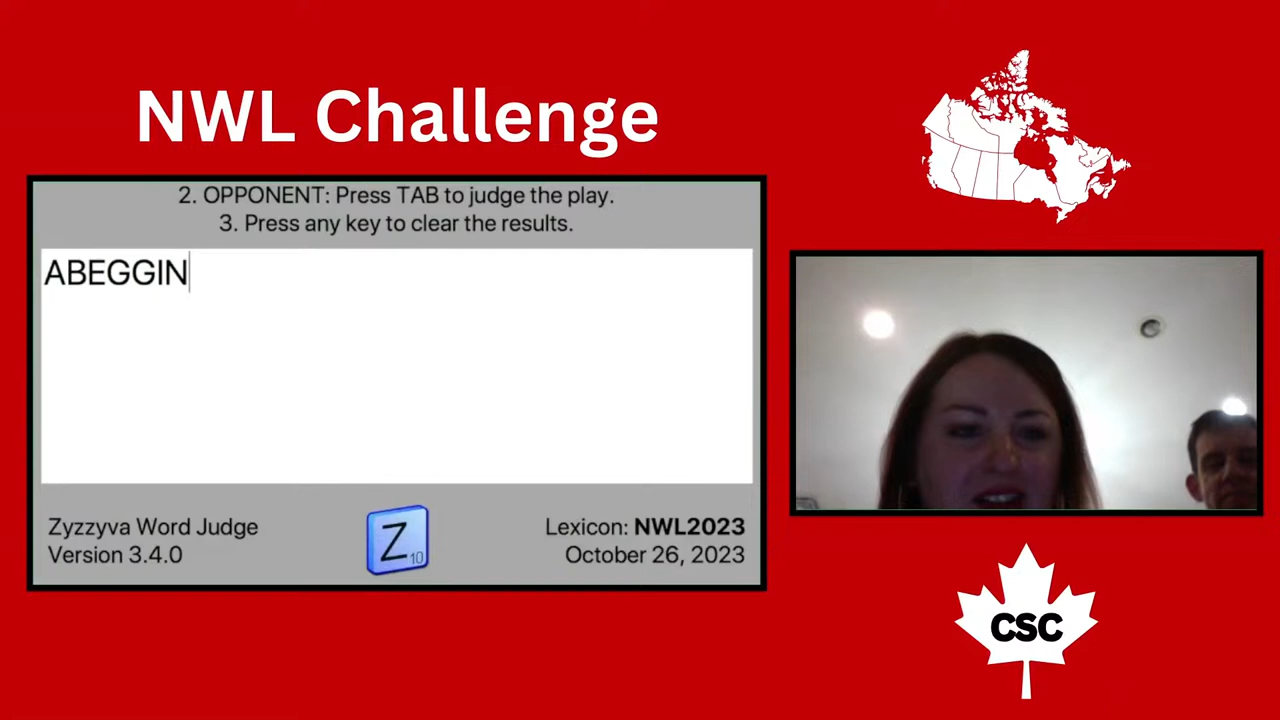 NWL Challenge
2. OPPONENT: Press TAB to judge the play.
3. Press any key to clear the results.
ABEGGIN
Zyzzyva Word Judge
Version 3.4.0
Z
10
Lexicon: NWL2023
October 26, 2023
CSC